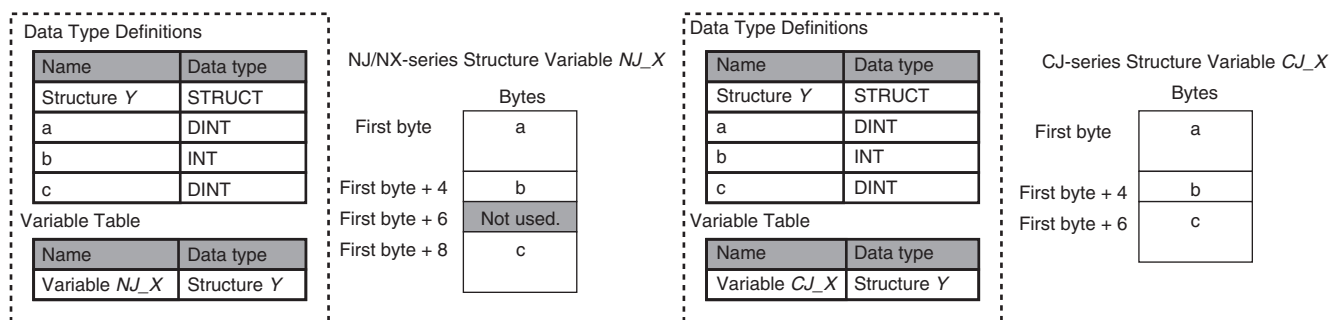 Data Type Definitions
Name Data type
Structure Y STRUCT
a DINT
b INT
c DINT
Variable Table
Name Data type
Variable NJ_X Structure Y
NJ/NX-series Structure Variable NJ_X
Bytes
First byte a
First byte + 4 b
First byte + 6 Not used.
First byte + 8 c
Data Type Definitions
Name Data type
Structure Y STRUCT
a DINT
b INT
c DINT
Variable Table
Name Data type
Variable CJ_X Structure Y
CJ-series Structure Variable CJ_X
Bytes
First byte a
First byte + 4 b
First byte + 6 c